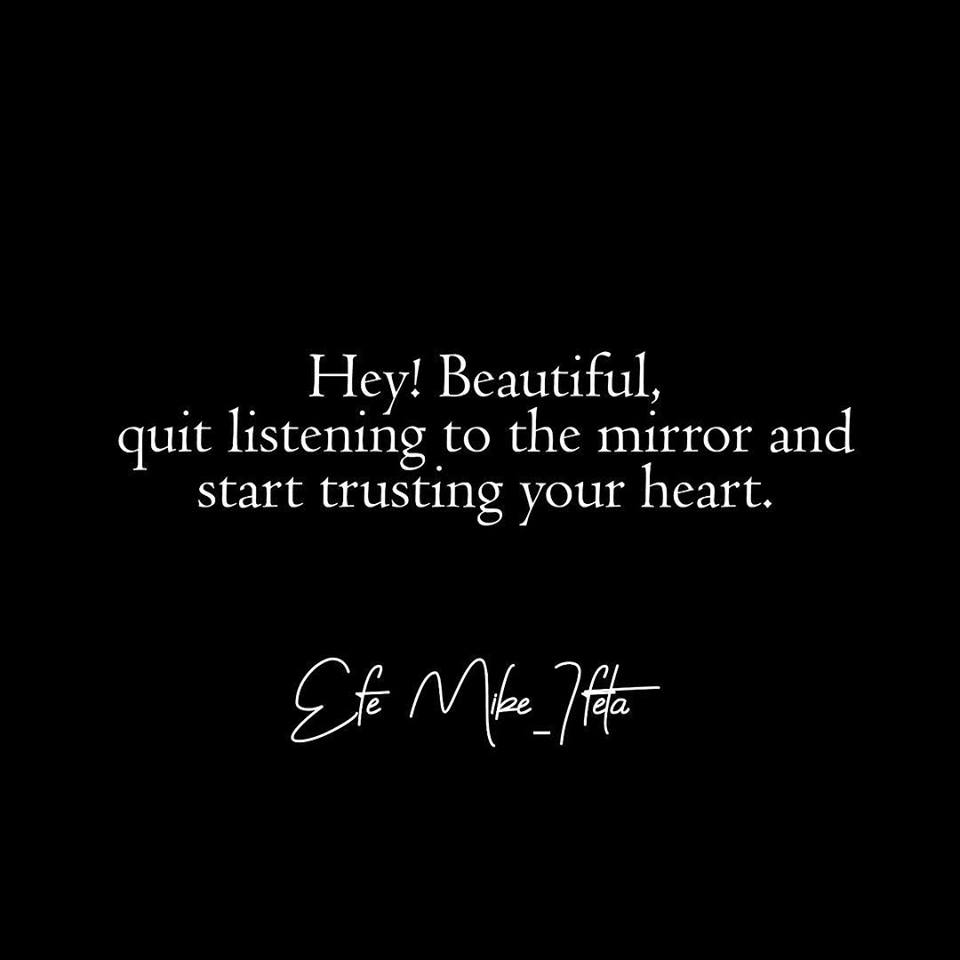 Hey! Beautiful,
quit listening to the mirror and
start trusting your heart.
Efe Mike_Ifeta